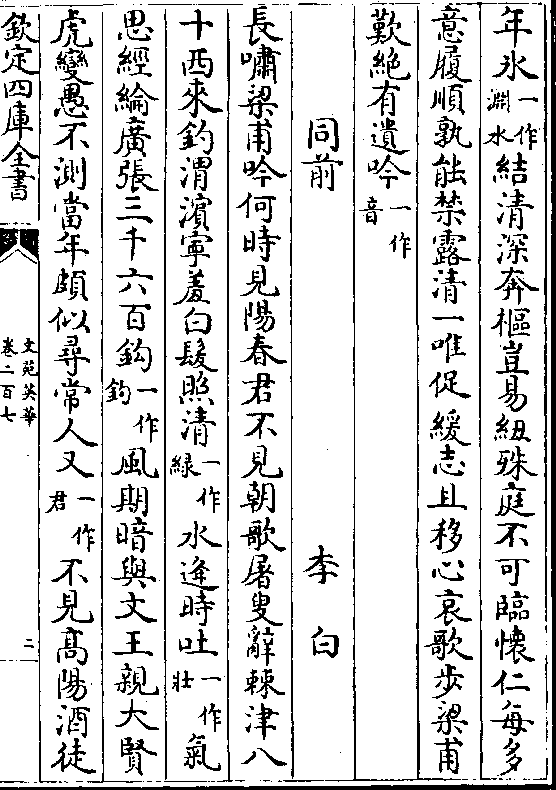 年氷一作淵水結清深奔樞豈易紐殊庭不可臨懐仁每多
意履順孰能禁露清一唯促緩志且移心哀歌步梁甫
歎絶有遺吟一作音
同前 李白
長嘯梁甫吟何時見陽春君不見朝歌屠叟辭棘津八
十西來釣渭濱寧羞白髮照清一作緑水逢時吐一作壯氣
思經綸廣張三千六百鈎一作釣風期暗與文王親大賢
虎變愚不測當年頗似尋常人又一作君不見高陽酒徒
欽定四庫全書
文苑英華
卷二百七
二